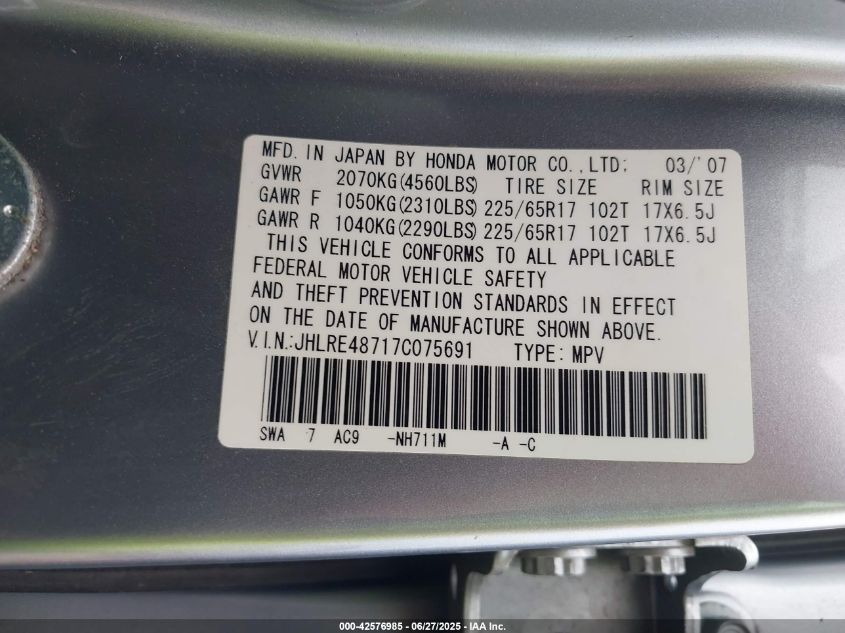 MFD. IN JAPAN BY HONDA MOTOR CO., LTD: 03/'07
GVWR 2070KG(4560LBS) TIRE SIZE RIM SIZE
GAWR F 1050KG(2310LBS) 225/65R17 102T 17X6.5J
GAWR R 1040KG(2290LBS) 225/65R17 102T 17X6.5J
THIS VEHICLE CONFORMS TO ALL APPLICABLE
FEDERAL MOTOR VEHICLE SAFETY
AND THEFT PREVENTION STANDARDS IN EFFECT
ON THE DATE OF MANUFACTURE SHOWN ABOVE.
V.I.N.:JHLRE48717C075691 TYPE: MPV
SWA 7 AC9 -NH711M -A -C
000-42576985 - 06/27/2025 - IAA Inc.